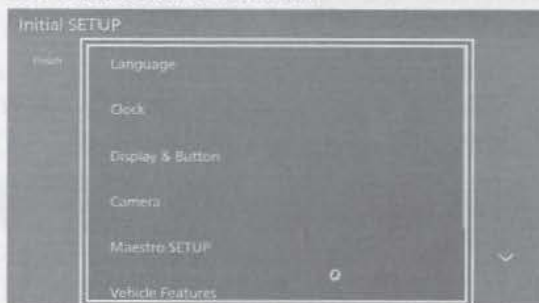 Initial SETUP
Finish
Language
Clock
Display & Button
Camera
Maestro SETUP
Vehicle Features